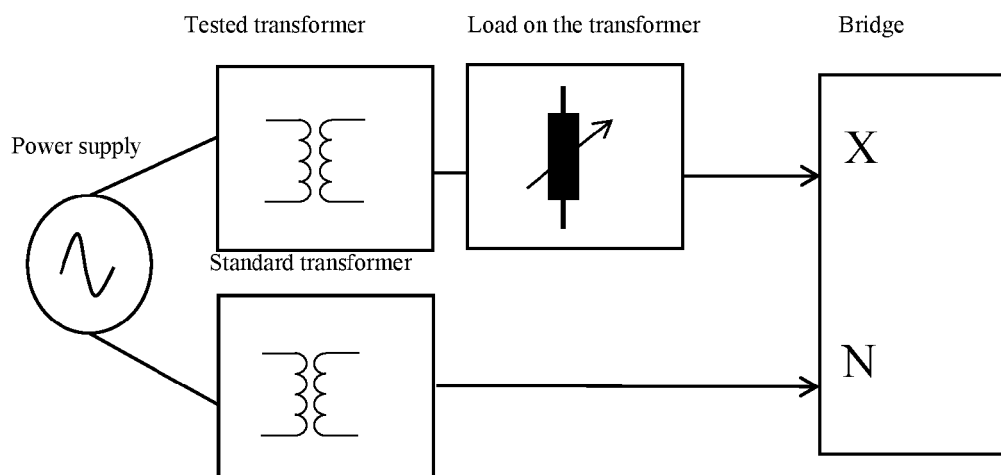 Tested transformer
Load on the transformer
Bridge
Power supply
X
Standard transformer
N